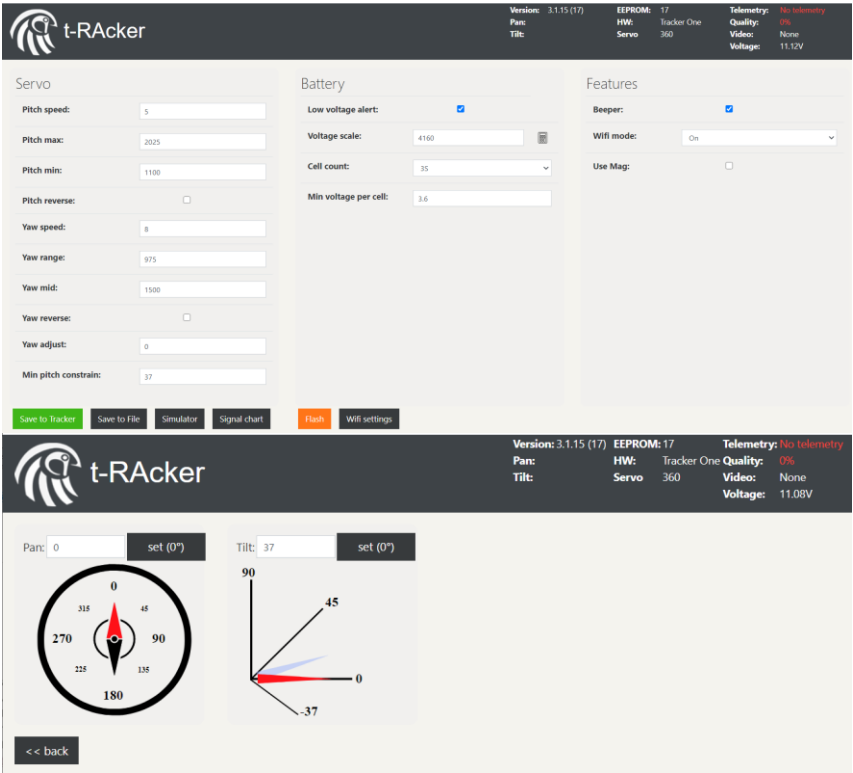 t-RAcker
Version: 3.1.15 (17) EEPROM: 17 Telemetry: No telemetry
Pan: HW: Tracker One Quality: 0%
Tilt: Servo 360 Video: None
Voltage: 11.12V
Servo Battery Features
Pitch speed: 5 Low voltage alert: Beeper:
Pitch max: 2025 Voltage scale: 4160 Wifi mode: On
Pitch min: 1100 Cell count: 3S Use Mag:
Pitch reverse: Min voltage per cell: 3.6
Yaw speed: 8
Yaw range: 975
Yaw mid: 1500
Yaw reverse:
Yaw adjust: 0
Min pitch constrain: 37
Save to Tracker Save to File Simulator Signal chart Flash Wifi settings
t-RAcker
Version: 3.1.15 (17) EEPROM: 17 Telemetry: No telemetry
Pan: HW: Tracker One Quality: 0%
Tilt: Servo 360 Video: None
Voltage: 11.08V
Pan: 0 set (0°) Tilt: 37 set (0°)
0
315 45
270 90
225 135
180
90
45
0
-37
<< back